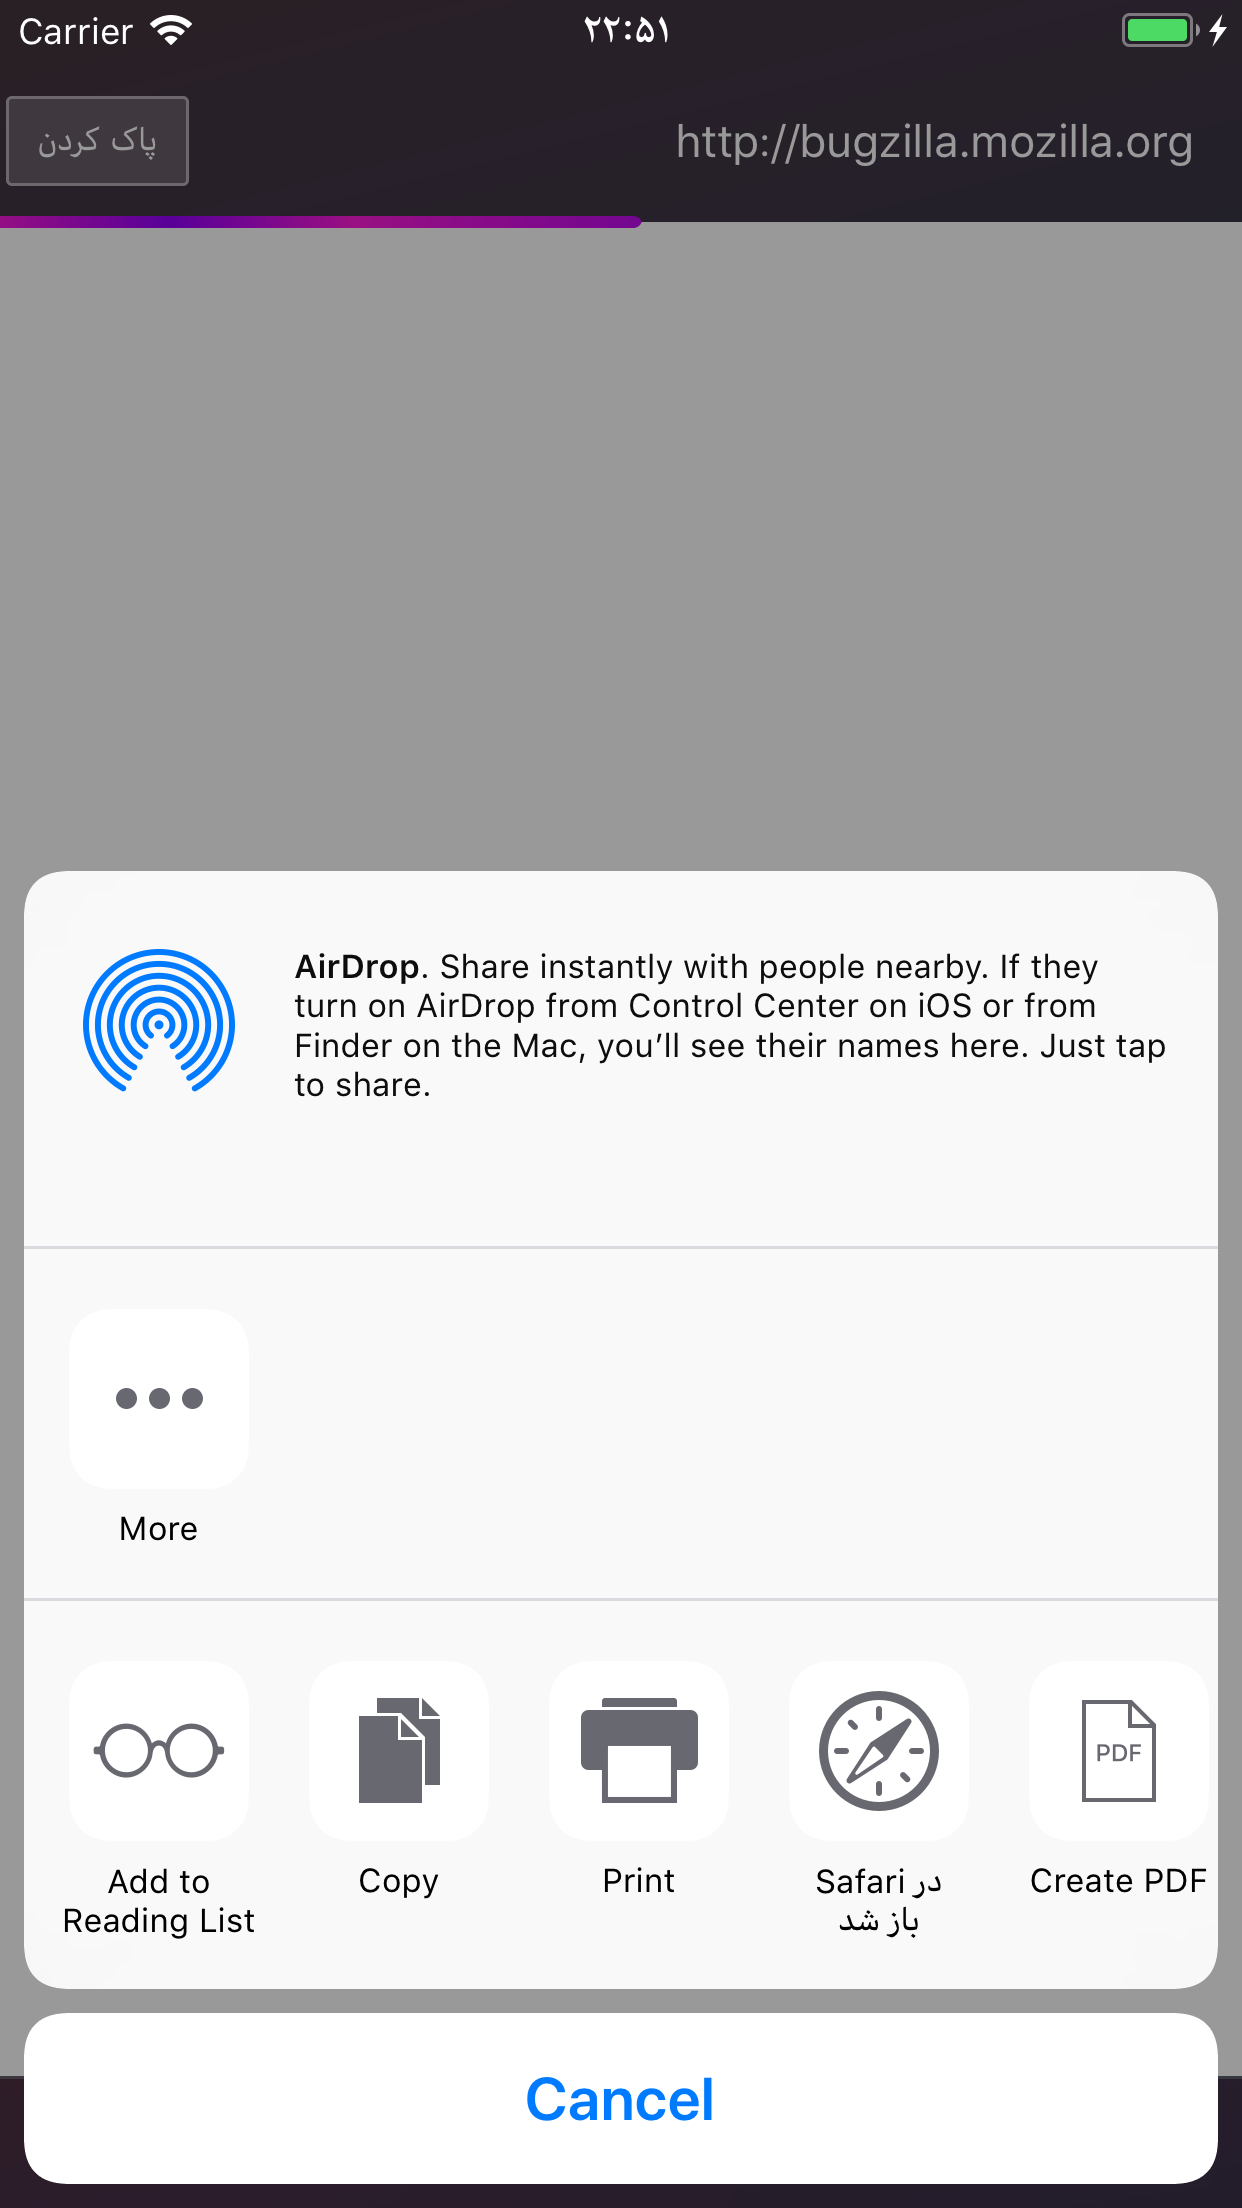 Carrier
۲۲:۵۱
پاک کردن
http://bugzilla.mozilla.org
AirDrop. Share instantly with people nearby. If they
turn on AirDrop from Control Center on iOS or from
Finder on the Mac, you’ll see their names here. Just tap
to share.
More
Add to
Reading List
Copy
Print
در Safari
باز شد
PDF
Create PDF
Cancel